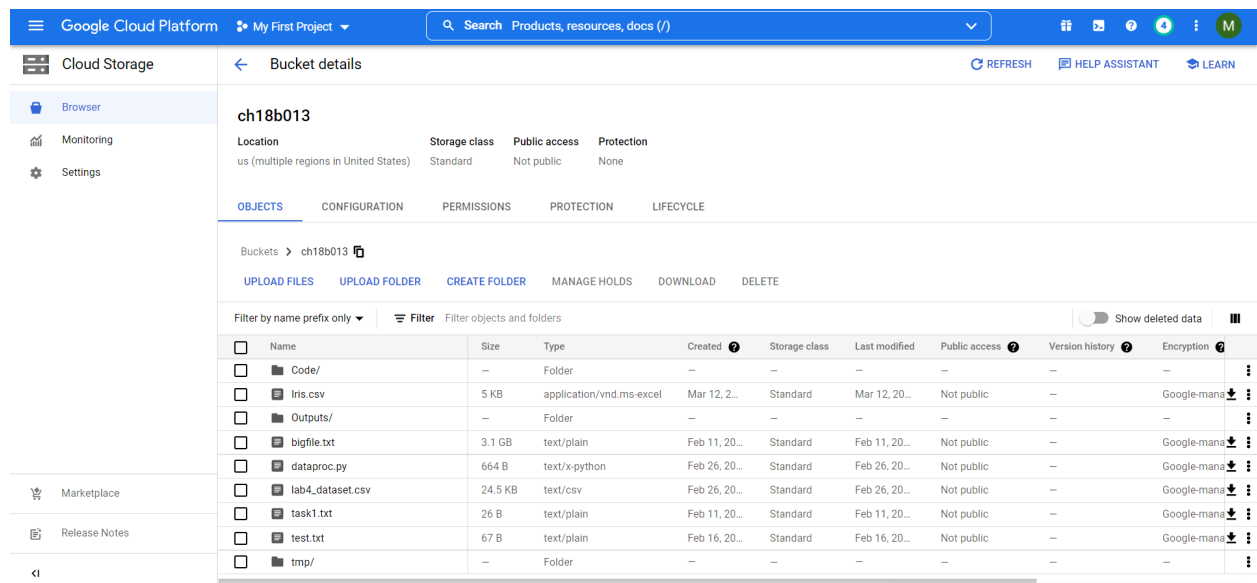 Google Cloud Platform My First Project Search Products, resources, docs (/) 4 M
Cloud Storage Bucket details REFRESH HELP ASSISTANT LEARN
Browser
Monitoring
Settings
Marketplace
Release Notes
ch18b013
Location Storage class Public access Protection
us (multiple regions in United States) Standard Not public None
OBJECTS CONFIGURATION PERMISSIONS PROTECTION LIFECYCLE
Buckets > ch18b013
UPLOAD FILES UPLOAD FOLDER CREATE FOLDER MANAGE HOLDS DOWNLOAD DELETE
Filter by name prefix only Filter Filter objects and folders Show deleted data
Name Size Type Created Storage class Last modified Public access Version history Encryption
Code/ — Folder — — — — — —
Iris.csv 5 KB application/vnd.ms-excel Mar 12, 2... Standard Mar 12, 20... Not public — Google-mana
Outputs/ — Folder — — — — — —
bigfile.txt 3.1 GB text/plain Feb 11, 20... Standard Feb 11, 20... Not public — Google-mana
dataproc.py 664 B text/x-python Feb 26, 20... Standard Feb 26, 20... Not public — Google-mana
lab4_dataset.csv 24.5 KB text/csv Feb 26, 20... Standard Feb 26, 20... Not public — Google-mana
task1.txt 26 B text/plain Feb 11, 20... Standard Feb 11, 20... Not public — Google-mana
test.txt 67 B text/plain Feb 16, 20... Standard Feb 16, 20... Not public — Google-mana
tmp/ — Folder — — — — — —